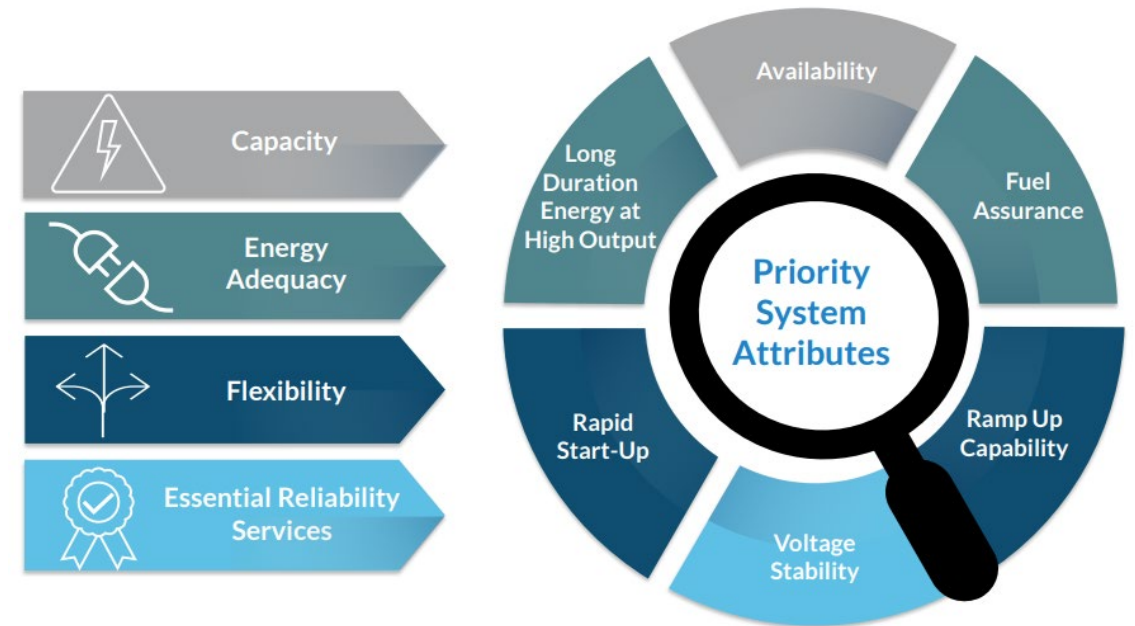 Capacity
Energy
Adequacy
Flexibility
Essential Reliability
Services
Availability
Long
Duration
Energy at
High Output
Fuel
Assurance
Priority
System
Attributes
Rapid
Start-Up
Ramp Up
Capability
Voltage
Stability